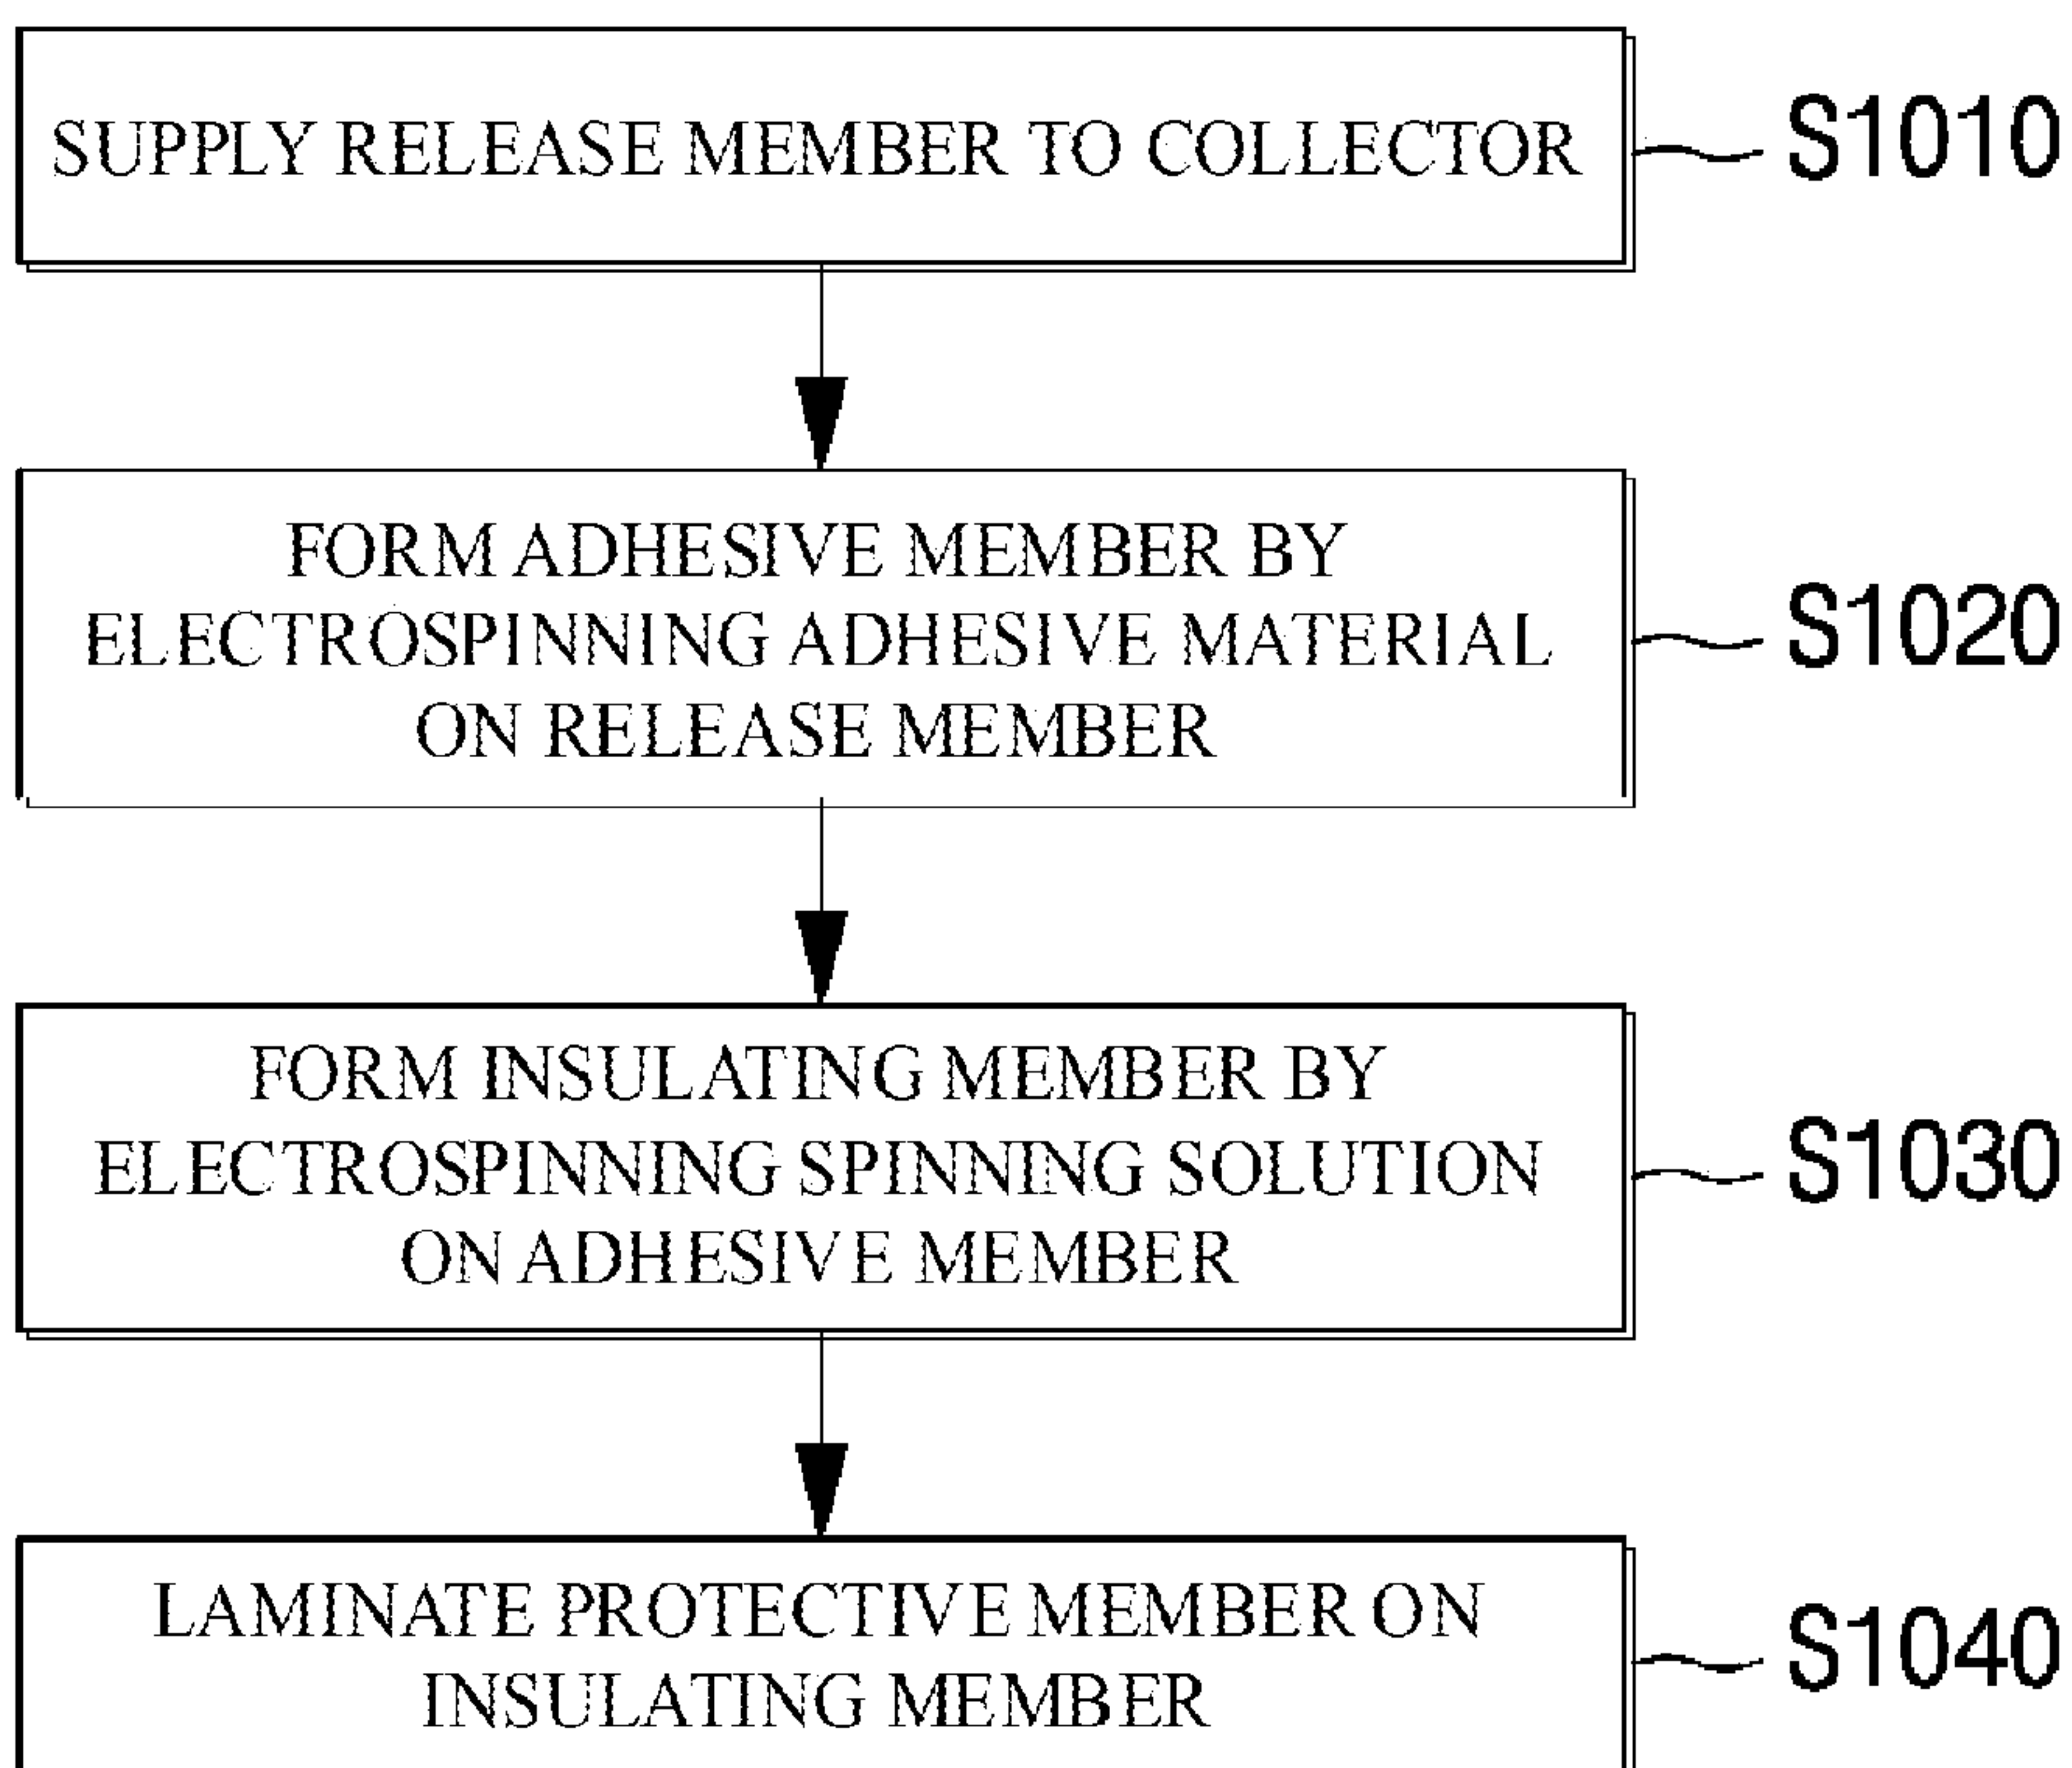 SUPPLY RELEASE MEMBER TO COLLECTOR
S1010
FORM ADHESIVE MEMBER BY
ELECTROSPINNING ADHESIVE MATERIAL
ON RELEASE MEMBER
S1020
FORM INSULATING MEMBER BY
ELECTROSPINNING SPINNING SOLUTION
ON ADHESIVE MEMBER
S1030
LAMINATE PROTECTIVE MEMBER ON
INSULATING MEMBER
S1040